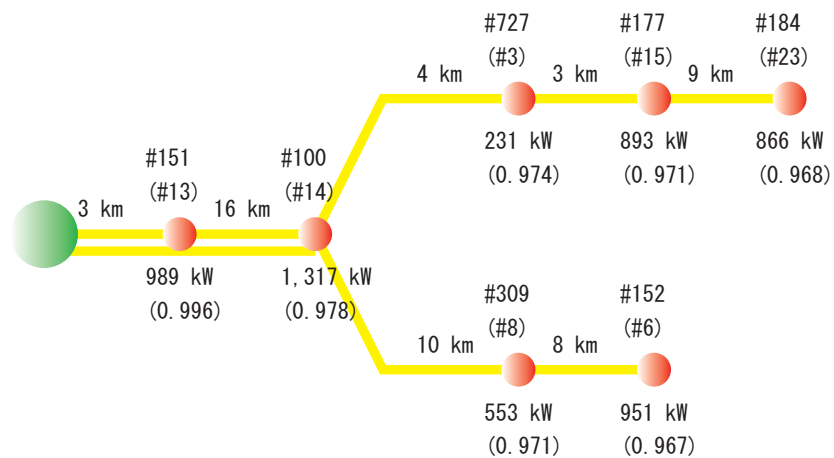 #727
(#3)
#177
(#15)
#184
(#23)
4 km
3 km
9 km
231 kW
(0.974)
893 kW
(0.971)
866 kW
(0.968)
#151
(#13)
#100
(#14)
3 km
16 km
989 kW
(0.996)
1,317 kW
(0.978)
#309
(#8)
#152
(#6)
10 km
8 km
553 kW
(0.971)
951 kW
(0.967)